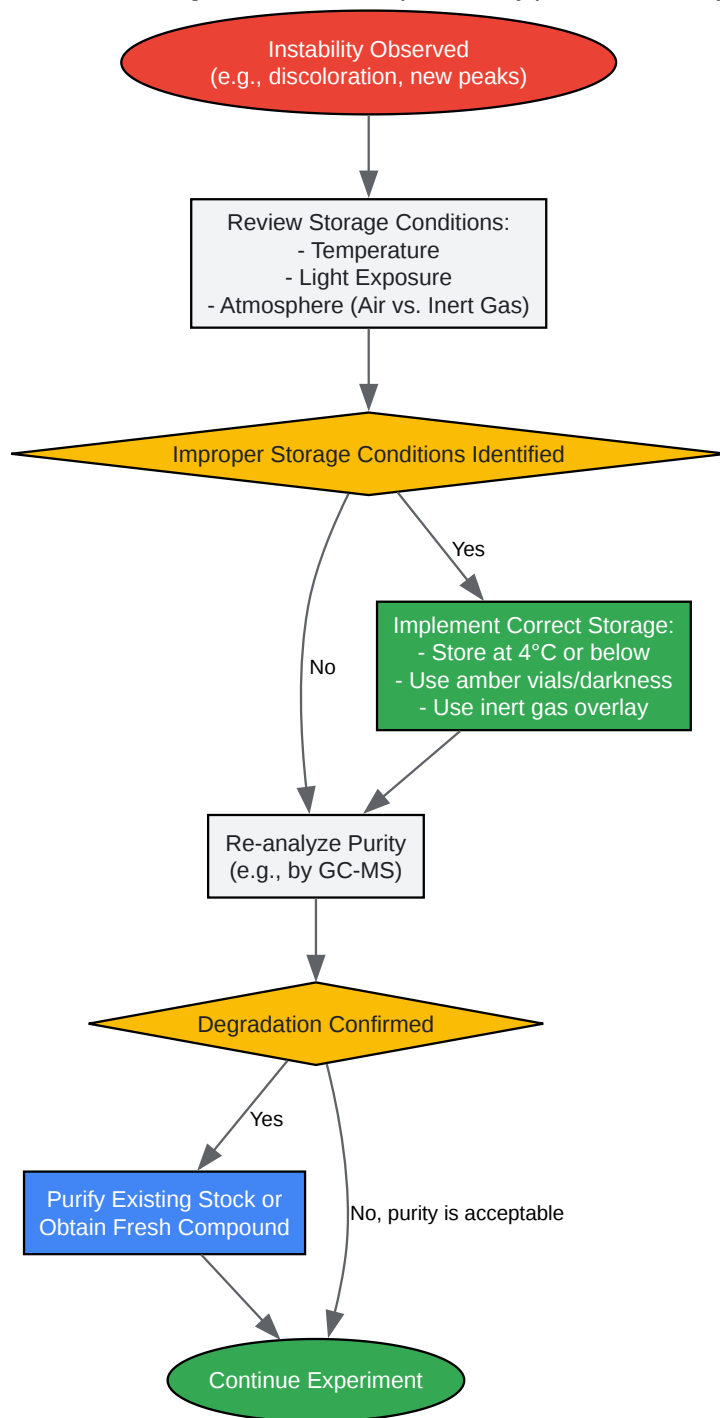 Instability Observed
(e.g., discoloration, new peaks)
Review Storage Conditions:
- Temperature
- Light Exposure
- Atmosphere (Air vs. Inert Gas)
Improper Storage Conditions Identified
Yes
No
Implement Correct Storage:
- Store at 4°C or below
- Use amber vials/darkness
- Use inert gas overlay
Re-analyze Purity
(e.g., by GC-MS)
Degradation Confirmed
Yes
No, purity is acceptable
Purify Existing Stock or
Obtain Fresh Compound
Continue Experiment